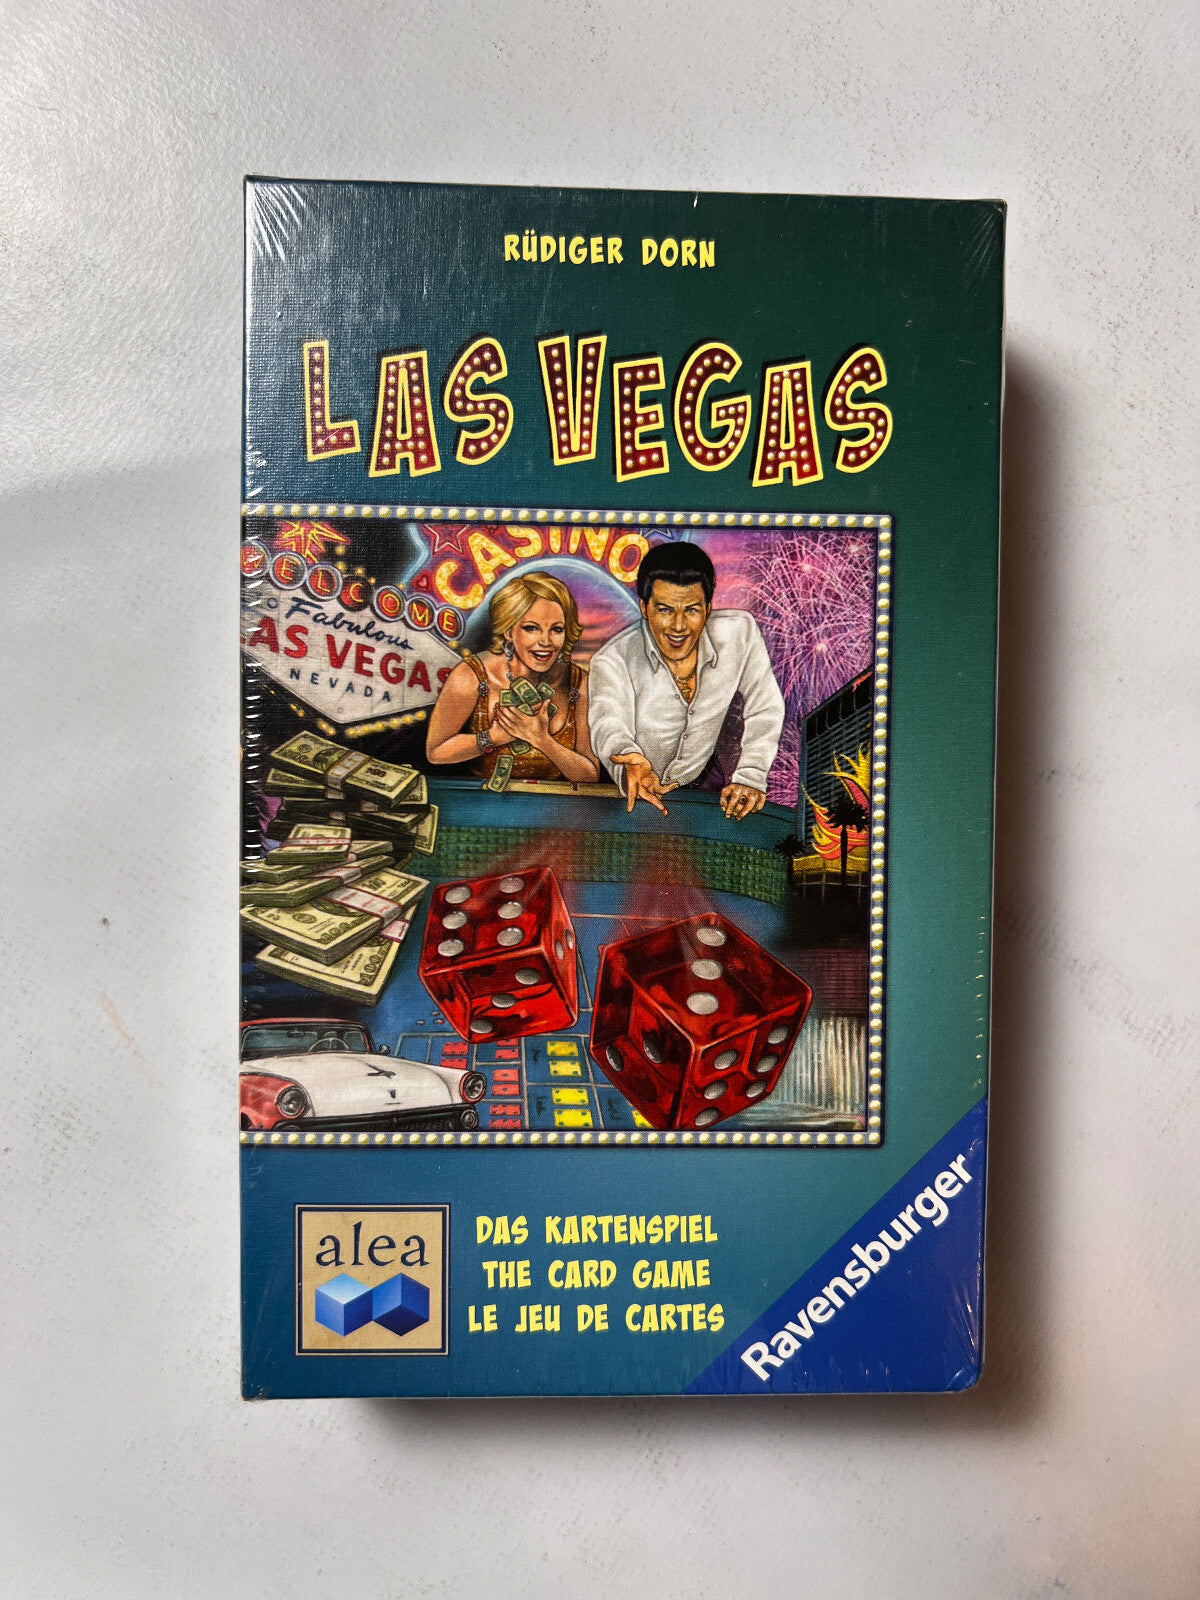 RÜDIGER DORN
LAS VEGAS
CASINO
WELCOME
TO Fabulous
LAS VEGAS
NEVADA
alea
DAS KARTENSPIEL
THE CARD GAME
LE JEU DE CARTES
Ravensburger